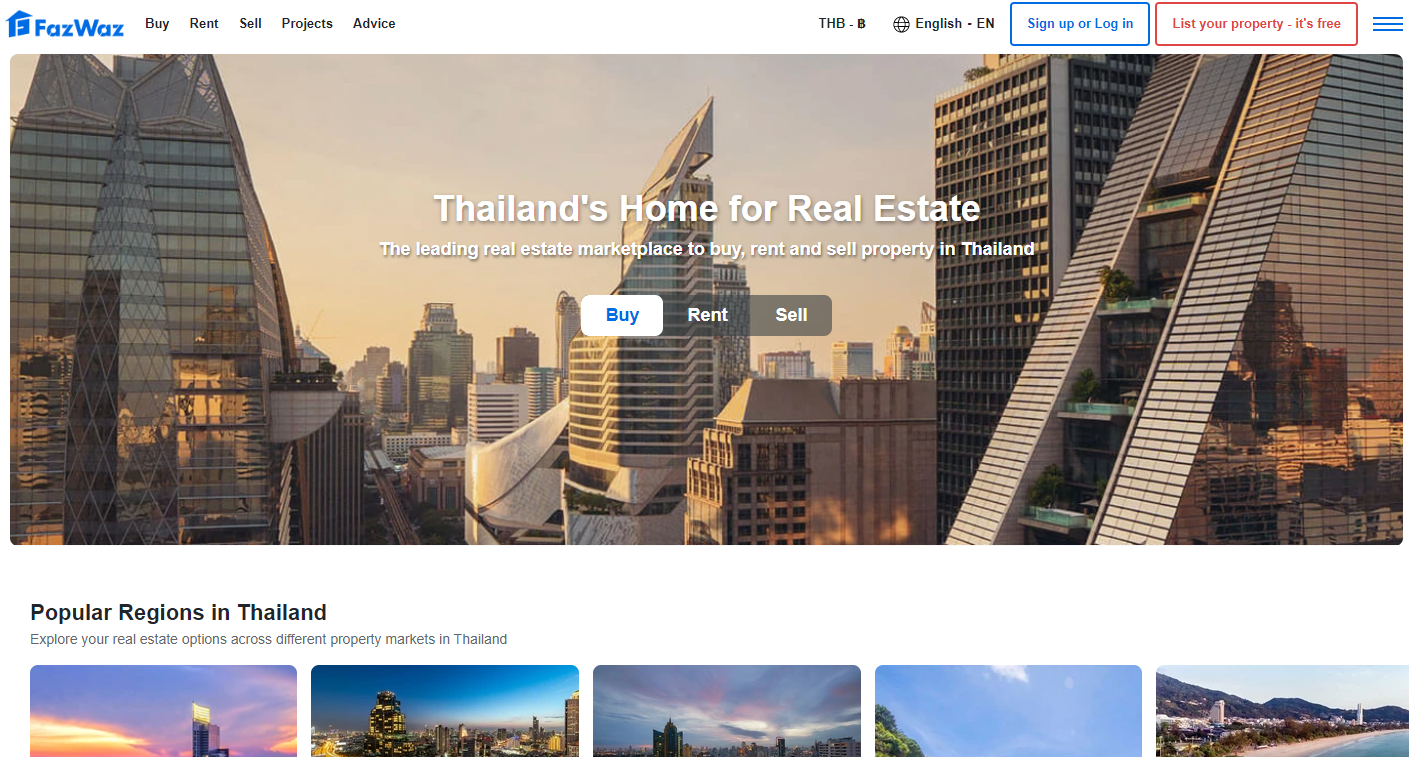 FazWaz Buy Rent Sell Projects Advice THB - ฿ English - EN Sign up or Log in List your property - it's free
Thailand's Home for Real Estate
The leading real estate marketplace to buy, rent and sell property in Thailand
Buy Rent Sell
Popular Regions in Thailand
Explore your real estate options across different property markets in Thailand